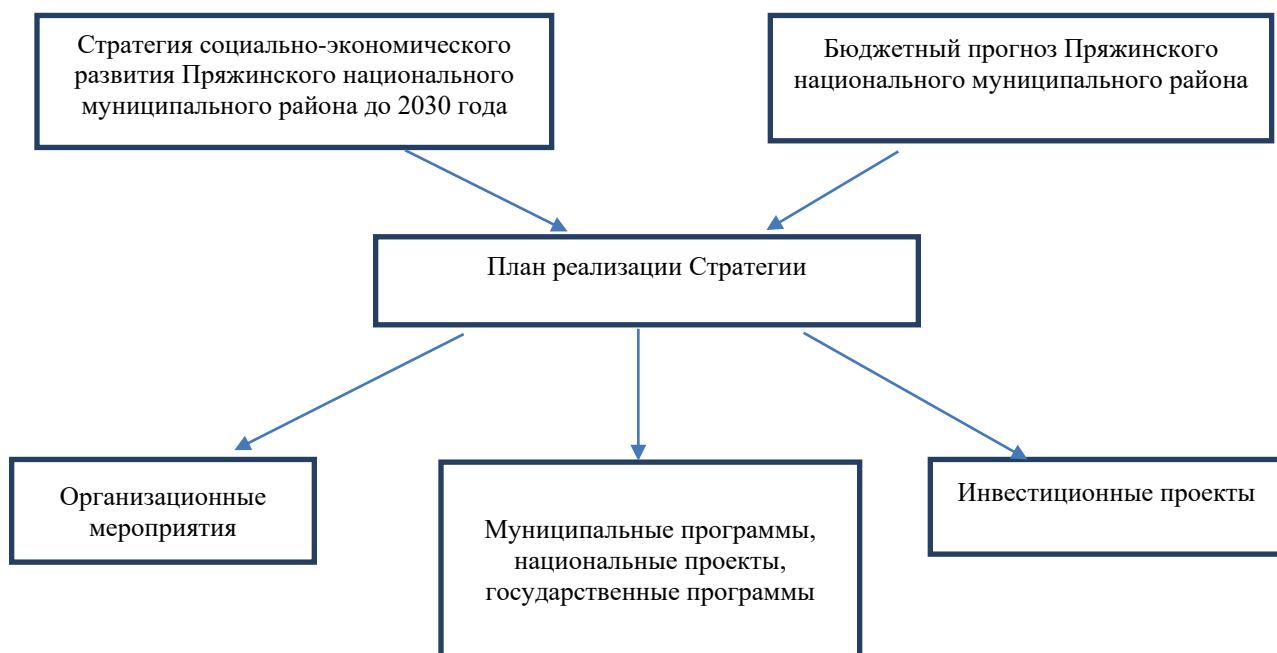 Стратегия социально-экономического
развития Пряжинского национального
муниципального района до 2030 года
Бюджетный прогноз Пряжинского
национального муниципального района
План реализации Стратегии
Организационные
мероприятия
Муниципальные программы,
национальные проекты,
государственные программы
Инвестиционные проекты